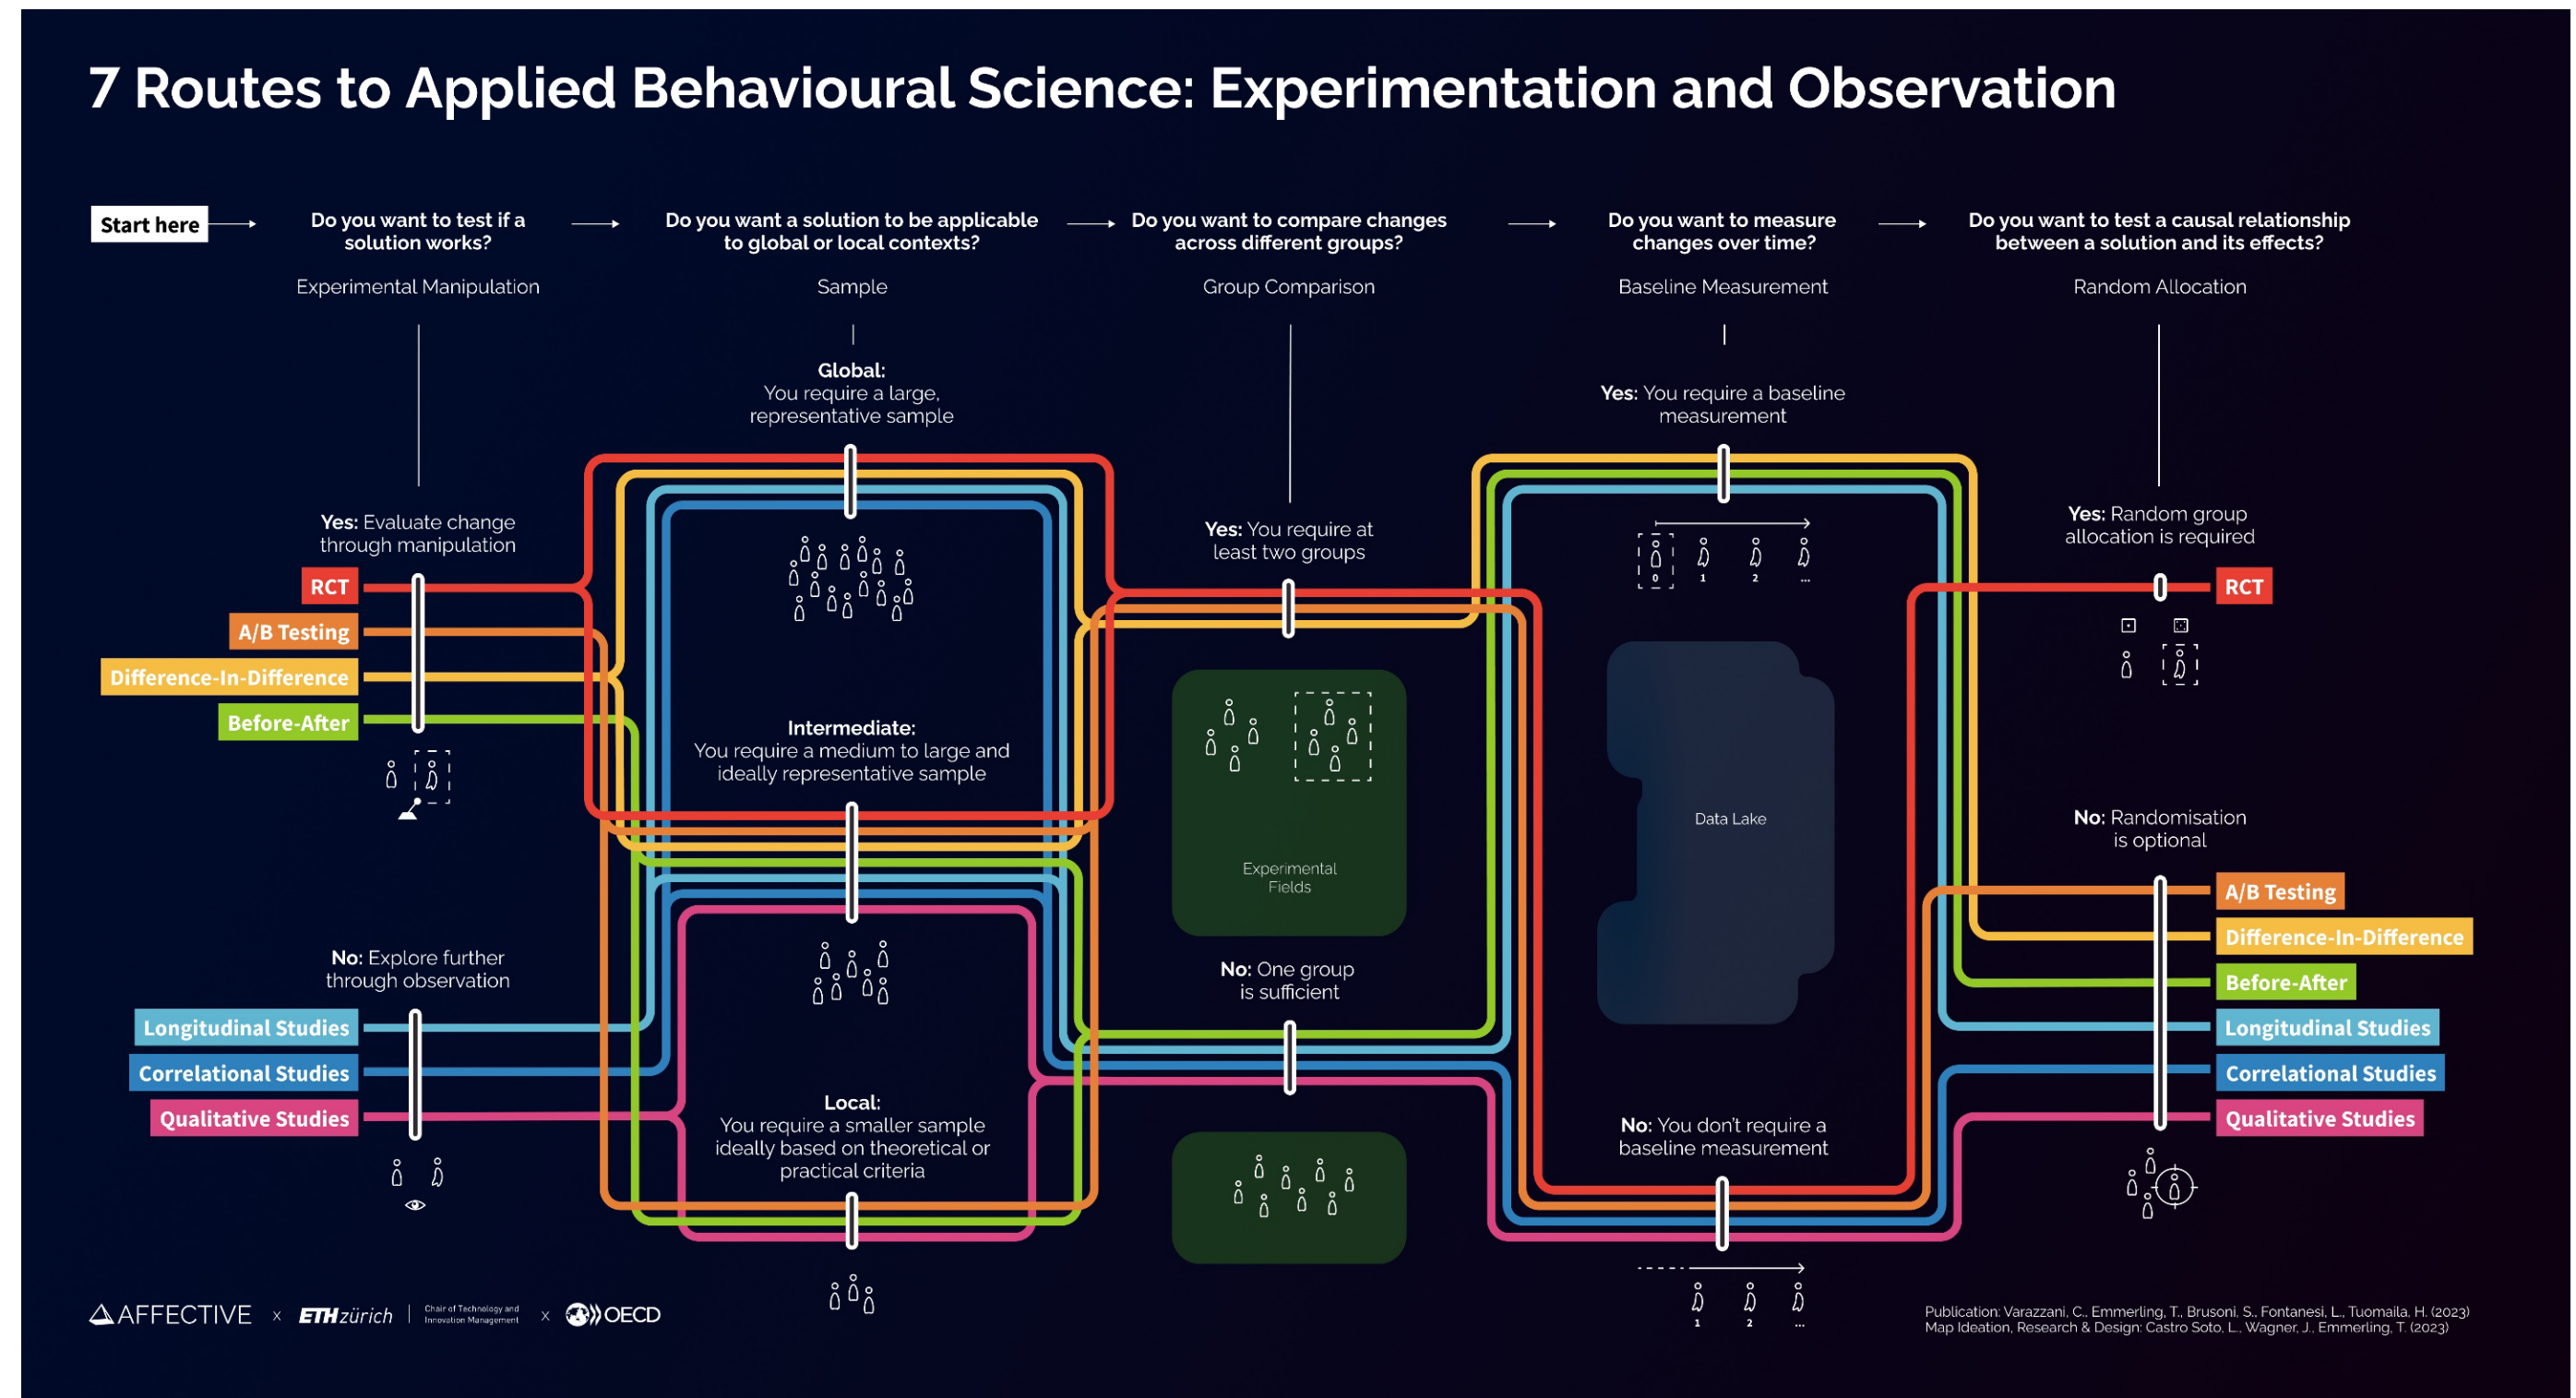 7 Routes to Applied Behavioural Science: Experimentation and Observation
Start here
Do you want to test if a
solution works?
Experimental Manipulation
Do you want a solution to be applicable
to global or local contexts?
Sample
Do you want to compare changes
across different groups?
Group Comparison
Do you want to measure
changes over time?
Baseline Measurement
Do you want to test a causal relationship
between a solution and its effects?
Random Allocation
Yes: Evaluate change
through manipulation
RCT
A/B Testing
Difference-In-Difference
Before-After
No: Explore further
through observation
Longitudinal Studies
Correlational Studies
Qualitative Studies
Global:
You require a large,
representative sample
Intermediate:
You require a medium to large and
ideally representative sample
Local:
You require a smaller sample
ideally based on theoretical or
practical criteria
Yes: You require at
least two groups
Experimental
Fields
No: One group
is sufficient
Yes: You require a baseline
measurement
0 1 2 ...
Data Lake
No: You don't require a
baseline measurement
1 2 ...
Yes: Random group
allocation is required
RCT
No: Randomisation
is optional
A/B Testing
Difference-In-Difference
Before-After
Longitudinal Studies
Correlational Studies
Qualitative Studies
AFFECTIVE x ETH zürich | Chair of Technology and
Innovation Management x OECD
Publication: Varazzani, C., Emmerling, T., Brusoni, S., Fontanesi, L., Tuomaila, H. (2023)
Map Ideation, Research & Design: Castro Soto, L., Wagner, J., Emmerling, T. (2023)